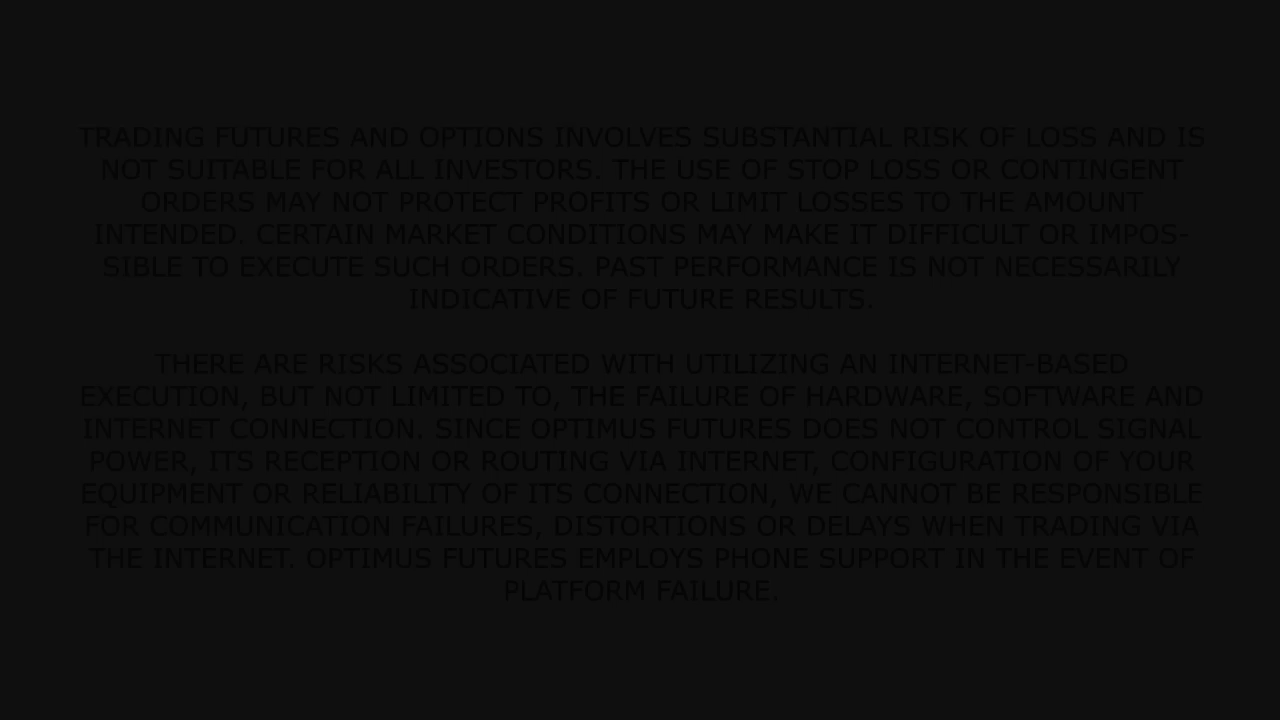 TRADING FUTURES AND OPTIONS INVOLVES SUBSTANTIAL RISK OF LOSS AND IS
NOT SUITABLE FOR ALL INVESTORS. THE USE OF STOP LOSS OR CONTINGENT
ORDERS MAY NOT PROTECT PROFITS OR LIMIT LOSSES TO THE AMOUNT
INTENDED. CERTAIN MARKET CONDITIONS MAY MAKE IT DIFFICULT OR IMPOS-
SIBLE TO EXECUTE SUCH ORDERS. PAST PERFORMANCE IS NOT NECESSARILY
INDICATIVE OF FUTURE RESULTS.
THERE ARE RISKS ASSOCIATED WITH UTILIZING AN INTERNET-BASED
EXECUTION, BUT NOT LIMITED TO, THE FAILURE OF HARDWARE, SOFTWARE AND
INTERNET CONNECTION. SINCE OPTIMUS FUTURES DOES NOT CONTROL SIGNAL
POWER, ITS RECEPTION OR ROUTING VIA INTERNET, CONFIGURATION OF YOUR
EQUIPMENT OR RELIABILITY OF ITS CONNECTION, WE CANNOT BE RESPONSIBLE
FOR COMMUNICATION FAILURES, DISTORTIONS OR DELAYS WHEN TRADING VIA
THE INTERNET. OPTIMUS FUTURES EMPLOYS PHONE SUPPORT IN THE EVENT OF
PLATFORM FAILURE.